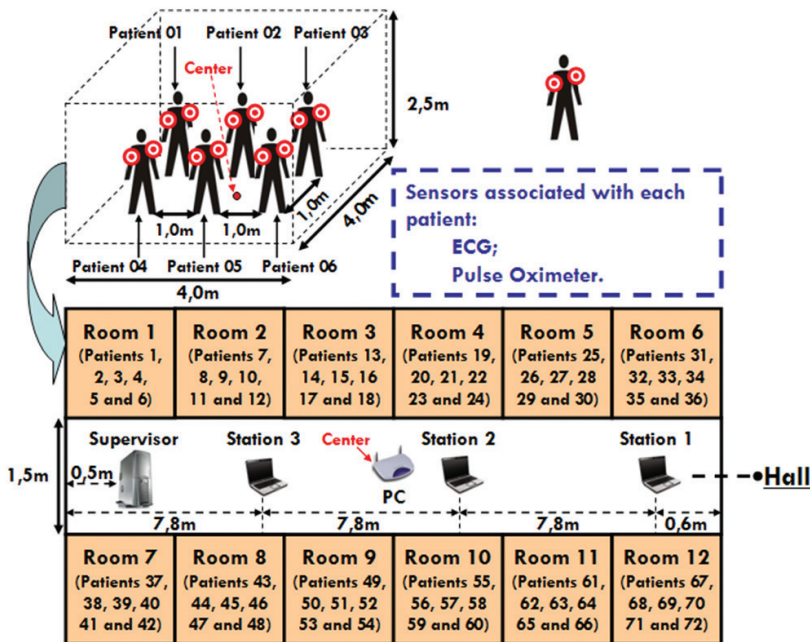 Patient 01
Patient 02
Patient 03
Center
2,5m
1,0m
1,0m
1,0m
4,0m
Patient 04
Patient 05
Patient 06
4,0m
Sensors associated with each
patient:
ECG;
Pulse Oximeter.
Room 1
(Patients 1,
2, 3, 4,
5 and 6)
Room 2
(Patients 7,
8, 9, 10,
11 and 12)
Room 3
(Patients 13,
14, 15, 16
17 and 18)
Room 4
(Patients 19,
20, 21, 22
23 and 24)
Room 5
(Patients 25,
26, 27, 28
29 and 30)
Room 6
(Patients 31,
32, 33, 34
35 and 36)
1,5m
Supervisor
0,5m
Station 3
Center
PC
Station 2
Station 1
Hall
7,8m
7,8m
7,8m
0,6m
Room 7
(Patients 37,
38, 39, 40
41 and 42)
Room 8
(Patients 43,
44, 45, 46
47 and 48)
Room 9
(Patients 49,
50, 51, 52
53 and 54)
Room 10
(Patients 55,
56, 57, 58
59 and 60)
Room 11
(Patients 61,
62, 63, 64
65 and 66)
Room 12
(Patients 67,
68, 69, 70
71 and 72)